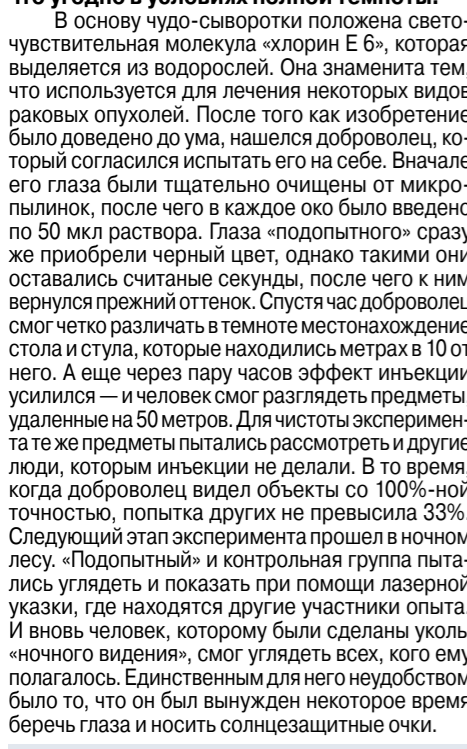 что угодно в условиях полной темноты.
В основу чудо-сыворотки положена свето-
чувствительная молекула «хлорин Е 6», которая
выделяется из водорослей. Она знаменита тем,
что используется для лечения некоторых видов
раковых опухолей. После того как изобретение
было доведено до ума, нашелся доброволец, ко-
торый согласился испытать его на себе. Вначале
его глаза были тщательно очищены от микро-
пылинок, после чего в каждое око было введено
по 50 мкл раствора. Глаза «подопытного» сразу
же приобрели черный цвет, однако такими они
оставались считаные секунды, после чего к ним
вернулся прежний оттенок. Спустя час доброволец
смог четко различать в темноте местонахождение
стола и стула, которые находились метрах в 10 от
него. А еще через пару часов эффект инъекции
усилился — и человек смог разглядеть предметы,
удаленные на 50 метров. Для чистоты эксперимен-
та те же предметы пытались рассмотреть и другие
люди, которым инъекции не делали. В то время,
когда доброволец видел объекты со 100%-ной
точностью, попытка других не превысила 33%.
Следующий этап эксперимента прошел в ночном
лесу. «Подопытный» и контрольная группа пыта-
лись углядеть и показать при помощи лазерной
указки, где находятся другие участники опыта.
И вновь человек, которому были сделаны уколы
«ночного видения», смог углядеть всех, кого ему
полагалось. Единственным для него неудобством
было то, что он был вынужден некоторое время
беречь глаза и носить солнцезащитные очки.